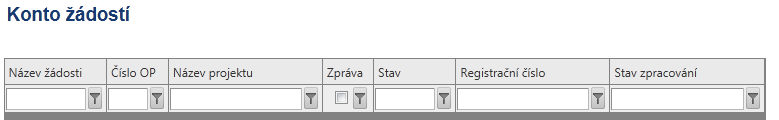 Konto žádostí
Název žádosti Číslo OP Název projektu Zpráva Stav Registrační číslo Stav zpracování